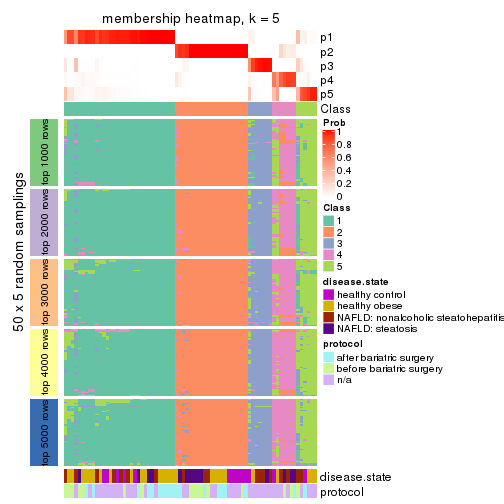 membership heatmap, k = 5
p1
p2
p3
p4
p5
Class
50 x 5 random samplings
top 1000 rows
top 2000 rows
top 3000 rows
top 4000 rows
top 5000 rows
disease.state
protocol
Prob
1
0.8
0.6
0.4
0.2
0
Class
1
2
3
4
5
disease.state
healthy control
healthy obese
NAFLD: nonalcoholic steatohepatitis
NAFLD: steatosis
protocol
after bariatric surgery
before bariatric surgery
n/a